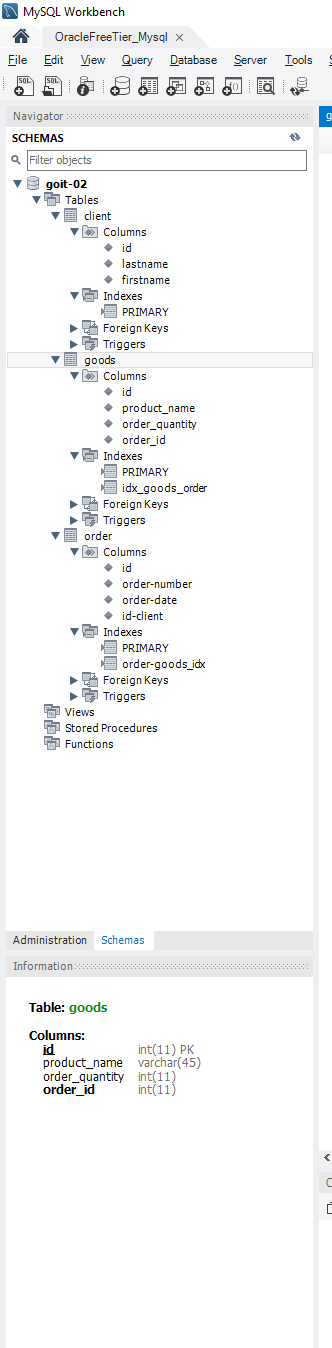 MySQL Workbench
OracleFreeTier_Mysql
File Edit View Query Database Server Tools
Navigator
SCHEMAS
Filter objects
goit-02
Tables
client
Columns
id
lastname
firstname
Indexes
PRIMARY
Foreign Keys
Triggers
goods
Columns
id
product_name
order_quantity
order_id
Indexes
PRIMARY
idx_goods_order
Foreign Keys
Triggers
order
Columns
id
order-number
order-date
id-client
Indexes
PRIMARY
order-goods_idx
Foreign Keys
Triggers
Views
Stored Procedures
Functions
Administration Schemas
Information
Table: goods
Columns:
id int(11) PK
product_name varchar(45)
order_quantity int(11)
order_id int(11)